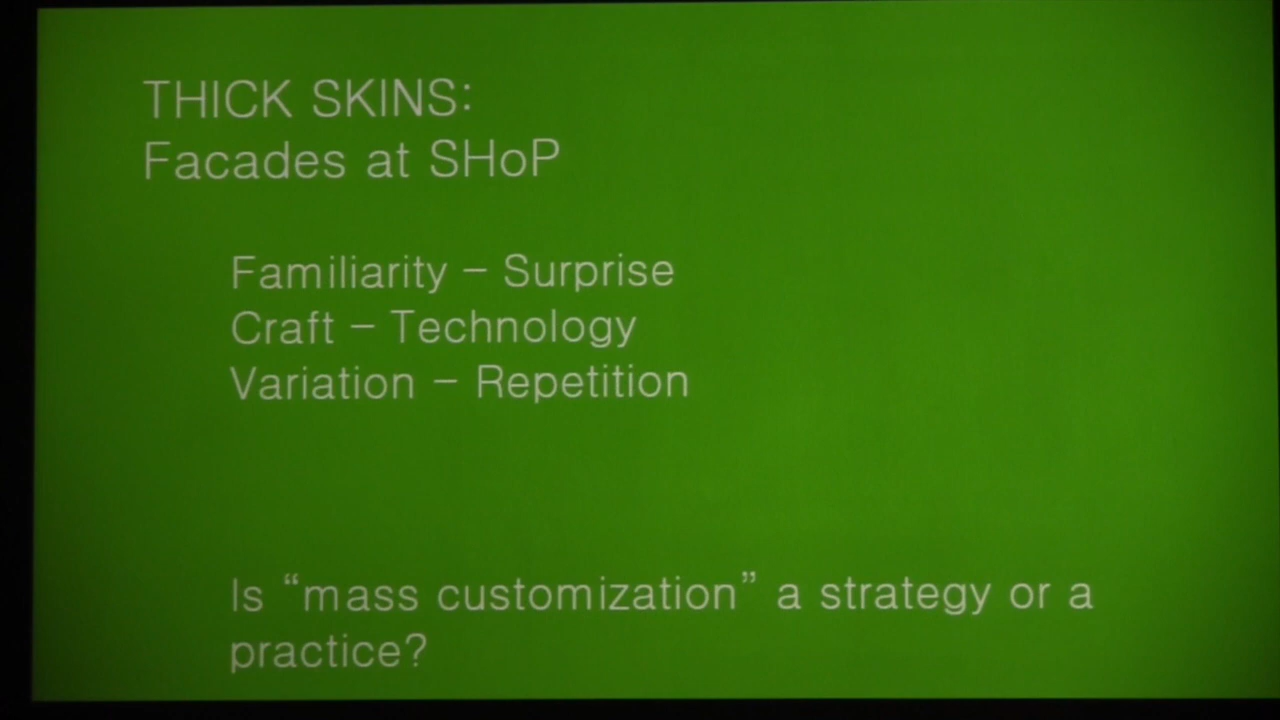 THICK SKINS:
Facades at SHoP
Familiarity – Surprise
Craft – Technology
Variation – Repetition
Is “mass customization” a strategy or a
practice?